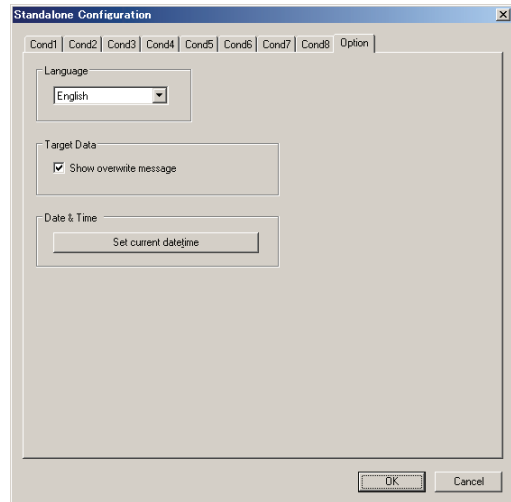 Standalone Configuration
Cond1 Cond2 Cond3 Cond4 Cond5 Cond6 Cond7 Cond8 Option
Language
English
Target Data
Show overwrite message
Date & Time
Set current datetime
OK Cancel